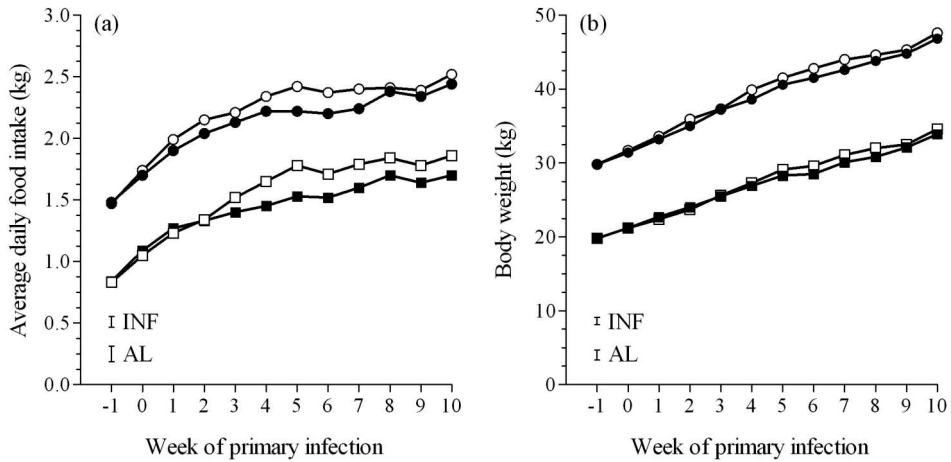 (a)
Average daily food intake (kg)
3.0
2.5
2.0
1.5
1.0
0.5
0.0
INF
AL
-1 0 1 2 3 4 5 6 7 8 9 10
Week of primary infection
(b)
Body weight (kg)
50
40
30
20
10
0
INF
AL
-1 0 1 2 3 4 5 6 7 8 9 10
Week of primary infection